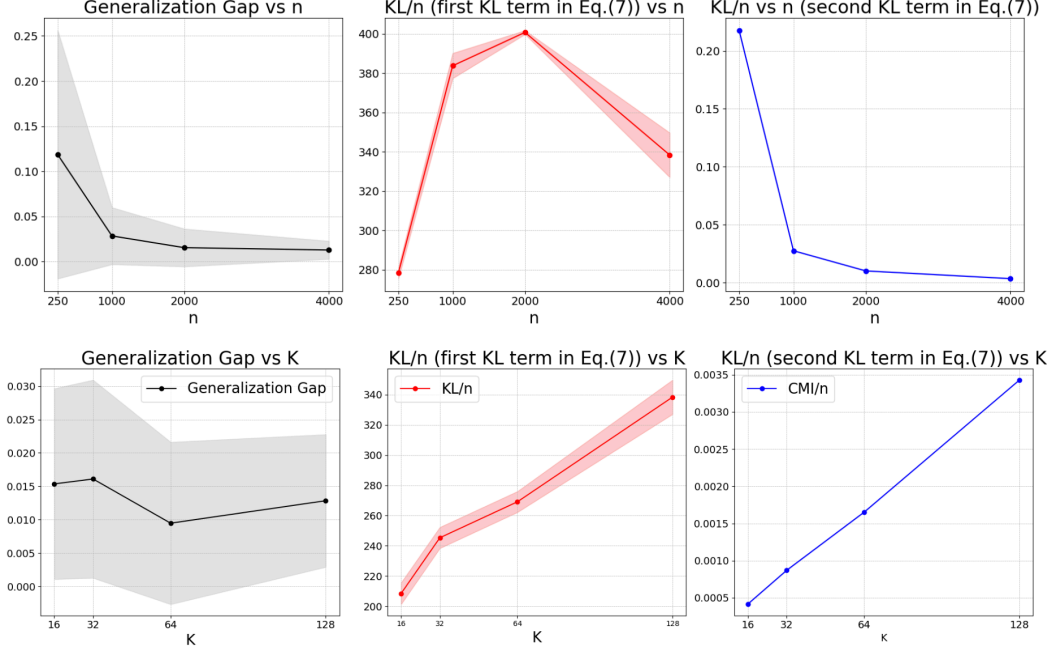 Generalization Gap vs n
0.25
0.20
0.15
0.10
0.05
0.00
250 1000 2000 4000
n
KL/n (first KL term in Eq.(7)) vs n
400
380
360
340
320
300
280
250 1000 2000 4000
n
KL/n vs n (second KL term in Eq.(7))
0.20
0.15
0.10
0.05
0.00
250 1000 2000 4000
n
Generalization Gap vs K
Generalization Gap
0.030
0.025
0.020
0.015
0.010
0.005
0.000
16 32 64 128
K
KL/n (first KL term in Eq.(7)) vs K
KL/n
340
320
300
280
260
240
220
200
16 32 64 128
K
KL/n (second KL term in Eq.(7)) vs K
CMI/n
0.0035
0.0030
0.0025
0.0020
0.0015
0.0010
0.0005
16 32 64 128
K